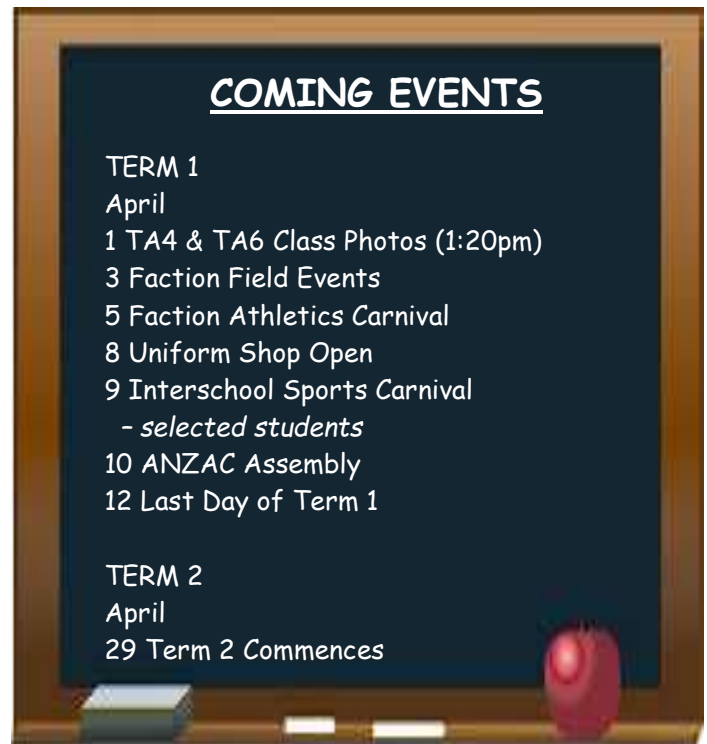 COMING EVENTS
TERM 1
April
1 TA4 & TA6 Class Photos (1:20pm)
3 Faction Field Events
5 Faction Athletics Carnival
8 Uniform Shop Open
9 Interschool Sports Carnival
– selected students
10 ANZAC Assembly
12 Last Day of Term 1
TERM 2
April
29 Term 2 Commences